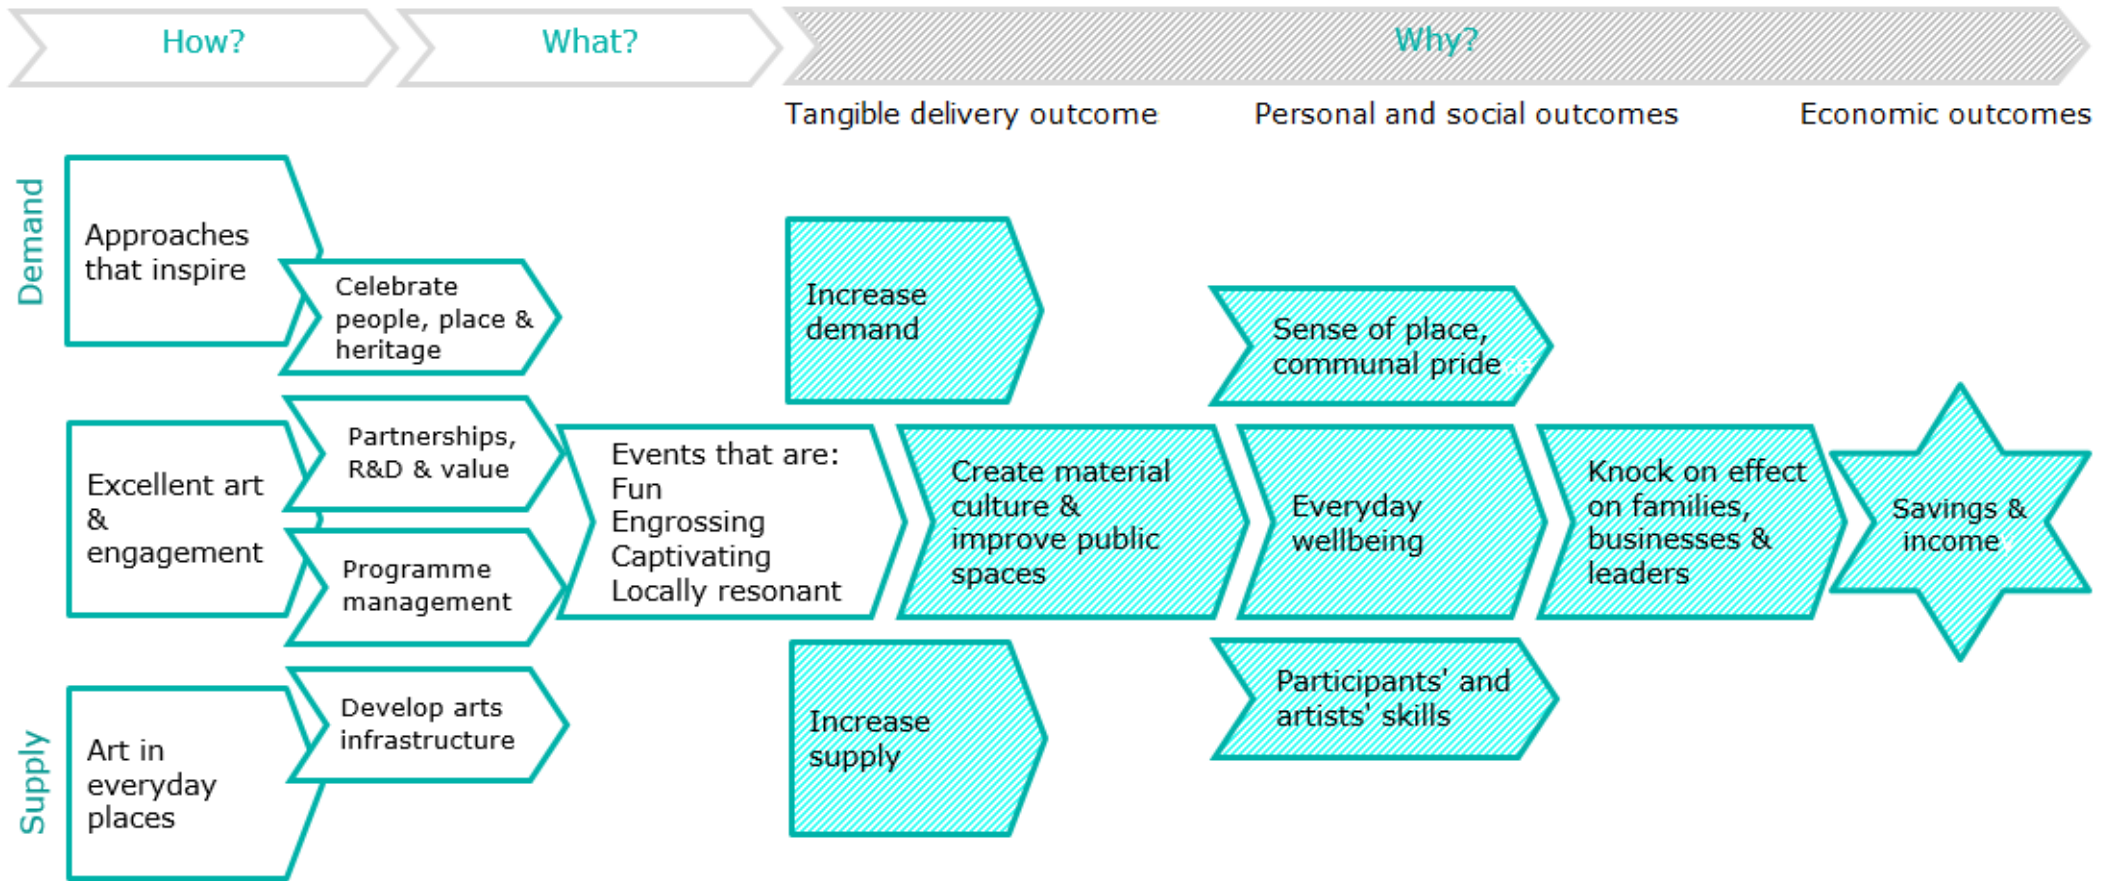 How?
What?
Why?
Tangible delivery outcome
Personal and social outcomes
Economic outcomes
Demand
Approaches
that inspire
Celebrate
people, place &
heritage
Increase
demand
Sense of place,
communal pride
Excellent art
&
engagement
Partnerships,
R&D & value
Programme
management
Events that are:
Fun
Engrossing
Captivating
Locally resonant
Create material
culture &
improve public
spaces
Everyday
wellbeing
Knock on effect
on families,
businesses &
leaders
Savings &
income
Supply
Art in
everyday
places
Develop arts
infrastructure
Increase
supply
Participants' and
artists' skills